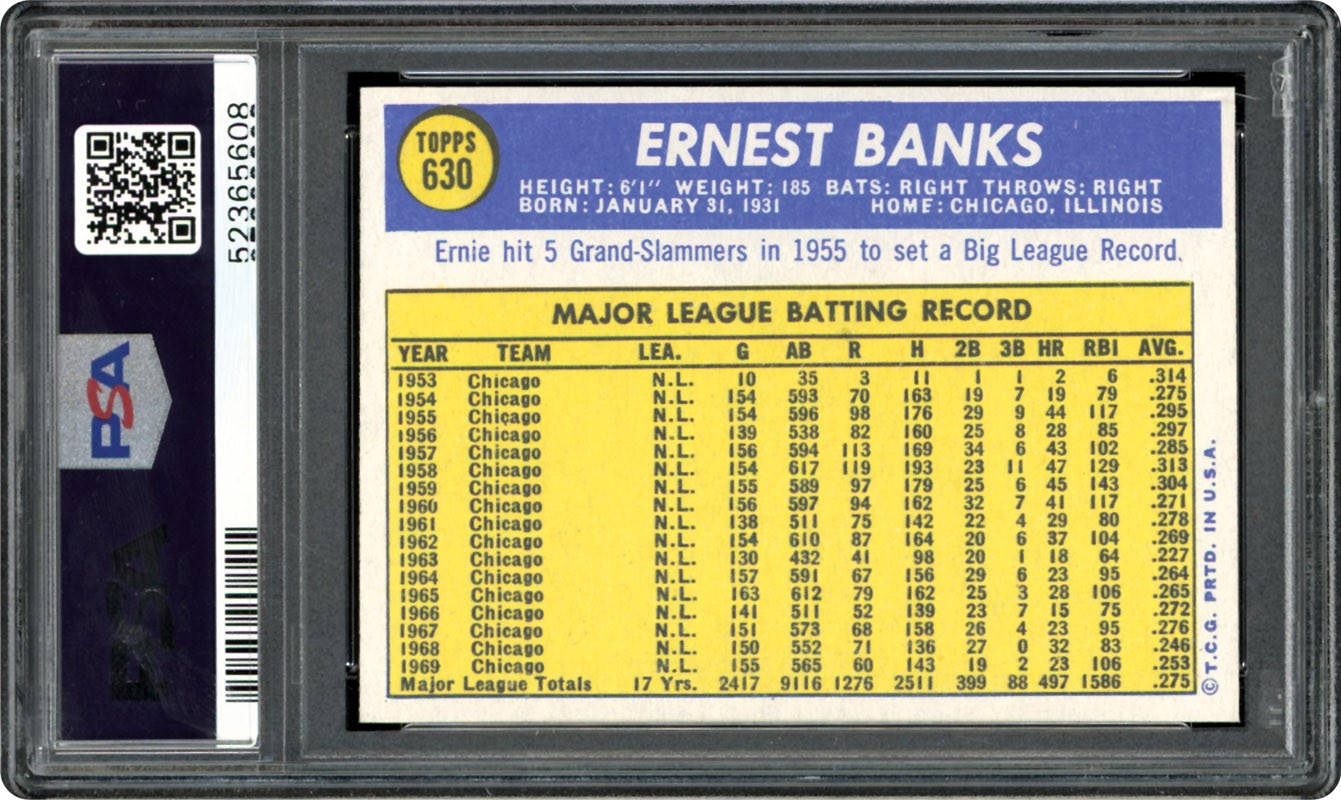 52365608
PSA
TOPPS
630
ERNEST BANKS
HEIGHT: 6'1" WEIGHT: 185 BATS: RIGHT THROWS: RIGHT
BORN: JANUARY 31, 1931 HOME: CHICAGO, ILLINOIS
Ernie hit 5 Grand-Slammers in 1955 to set a Big League Record.
MAJOR LEAGUE BATTING RECORD
YEAR TEAM LEA. G AB R H 2B 3B HR RBI AVG.
1953 Chicago N.L. 10 35 3 11 1 1 2 6 .314
1954 Chicago N.L. 154 593 70 163 19 7 19 79 .275
1955 Chicago N.L. 154 596 98 176 29 9 44 117 .295
1956 Chicago N.L. 139 538 82 160 25 8 28 85 .297
1957 Chicago N.L. 156 594 113 169 34 6 43 102 .285
1958 Chicago N.L. 154 617 119 193 23 11 47 129 .313
1959 Chicago N.L. 155 589 97 179 25 6 45 143 .304
1960 Chicago N.L. 156 597 94 162 32 7 41 117 .271
1961 Chicago N.L. 138 511 75 142 22 4 29 80 .278
1962 Chicago N.L. 154 610 87 164 20 6 37 104 .269
1963 Chicago N.L. 130 432 41 98 20 1 18 64 .227
1964 Chicago N.L. 157 591 67 156 29 6 23 95 .264
1965 Chicago N.L. 163 612 79 162 25 3 28 106 .265
1966 Chicago N.L. 141 511 52 139 23 7 15 75 .272
1967 Chicago N.L. 151 573 68 158 26 4 23 95 .276
1968 Chicago N.L. 150 552 71 136 27 0 32 83 .246
1969 Chicago N.L. 155 565 60 143 19 2 23 106 .253
Major League Totals 17 Yrs. 2417 9116 1276 2511 399 88 497 1586 .275
© T.C.G. PRTD. IN U.S.A.